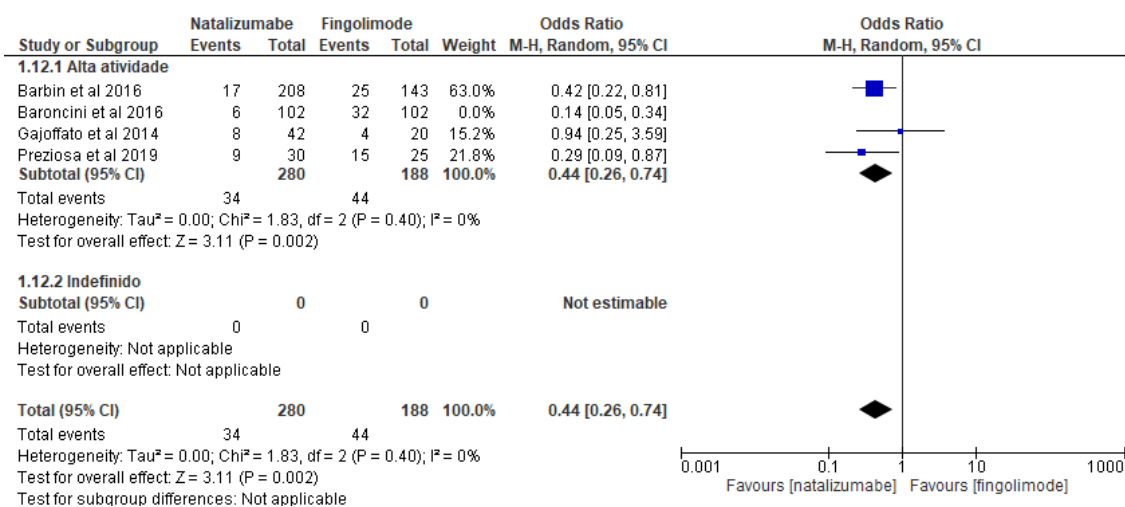 Natalizumabe Fingolimode Odds Ratio Odds Ratio
Study or Subgroup Events Total Events Total Weight M-H, Random, 95% CI M-H, Random, 95% CI
1.12.1 Alta atividade
Barbin et al 2016 17 208 25 143 63.0% 0.42 [0.22, 0.81]
Baroncini et al 2016 6 102 32 102 0.0% 0.14 [0.05, 0.34]
Gajoffato et al 2014 8 42 4 20 15.2% 0.94 [0.25, 3.59]
Preziosa et al 2019 9 30 15 25 21.8% 0.29 [0.09, 0.87]
Subtotal (95% CI) 280 188 100.0% 0.44 [0.26, 0.74]
Total events 34 44
Heterogeneity: Tau² = 0.00; Chi² = 1.83, df = 2 (P = 0.40); I² = 0%
Test for overall effect: Z = 3.11 (P = 0.002)
1.12.2 Indefinido
Subtotal (95% CI) 0 0 Not estimable
Total events 0 0
Heterogeneity: Not applicable
Test for overall effect: Not applicable
Total (95% CI) 280 188 100.0% 0.44 [0.26, 0.74]
Total events 34 44
Heterogeneity: Tau² = 0.00; Chi² = 1.83, df = 2 (P = 0.40); I² = 0%
Test for overall effect: Z = 3.11 (P = 0.002)
Test for subgroup differences: Not applicable
0.001 0.1 1 10 1000
Favours [natalizumabe] Favours [fingolimode]